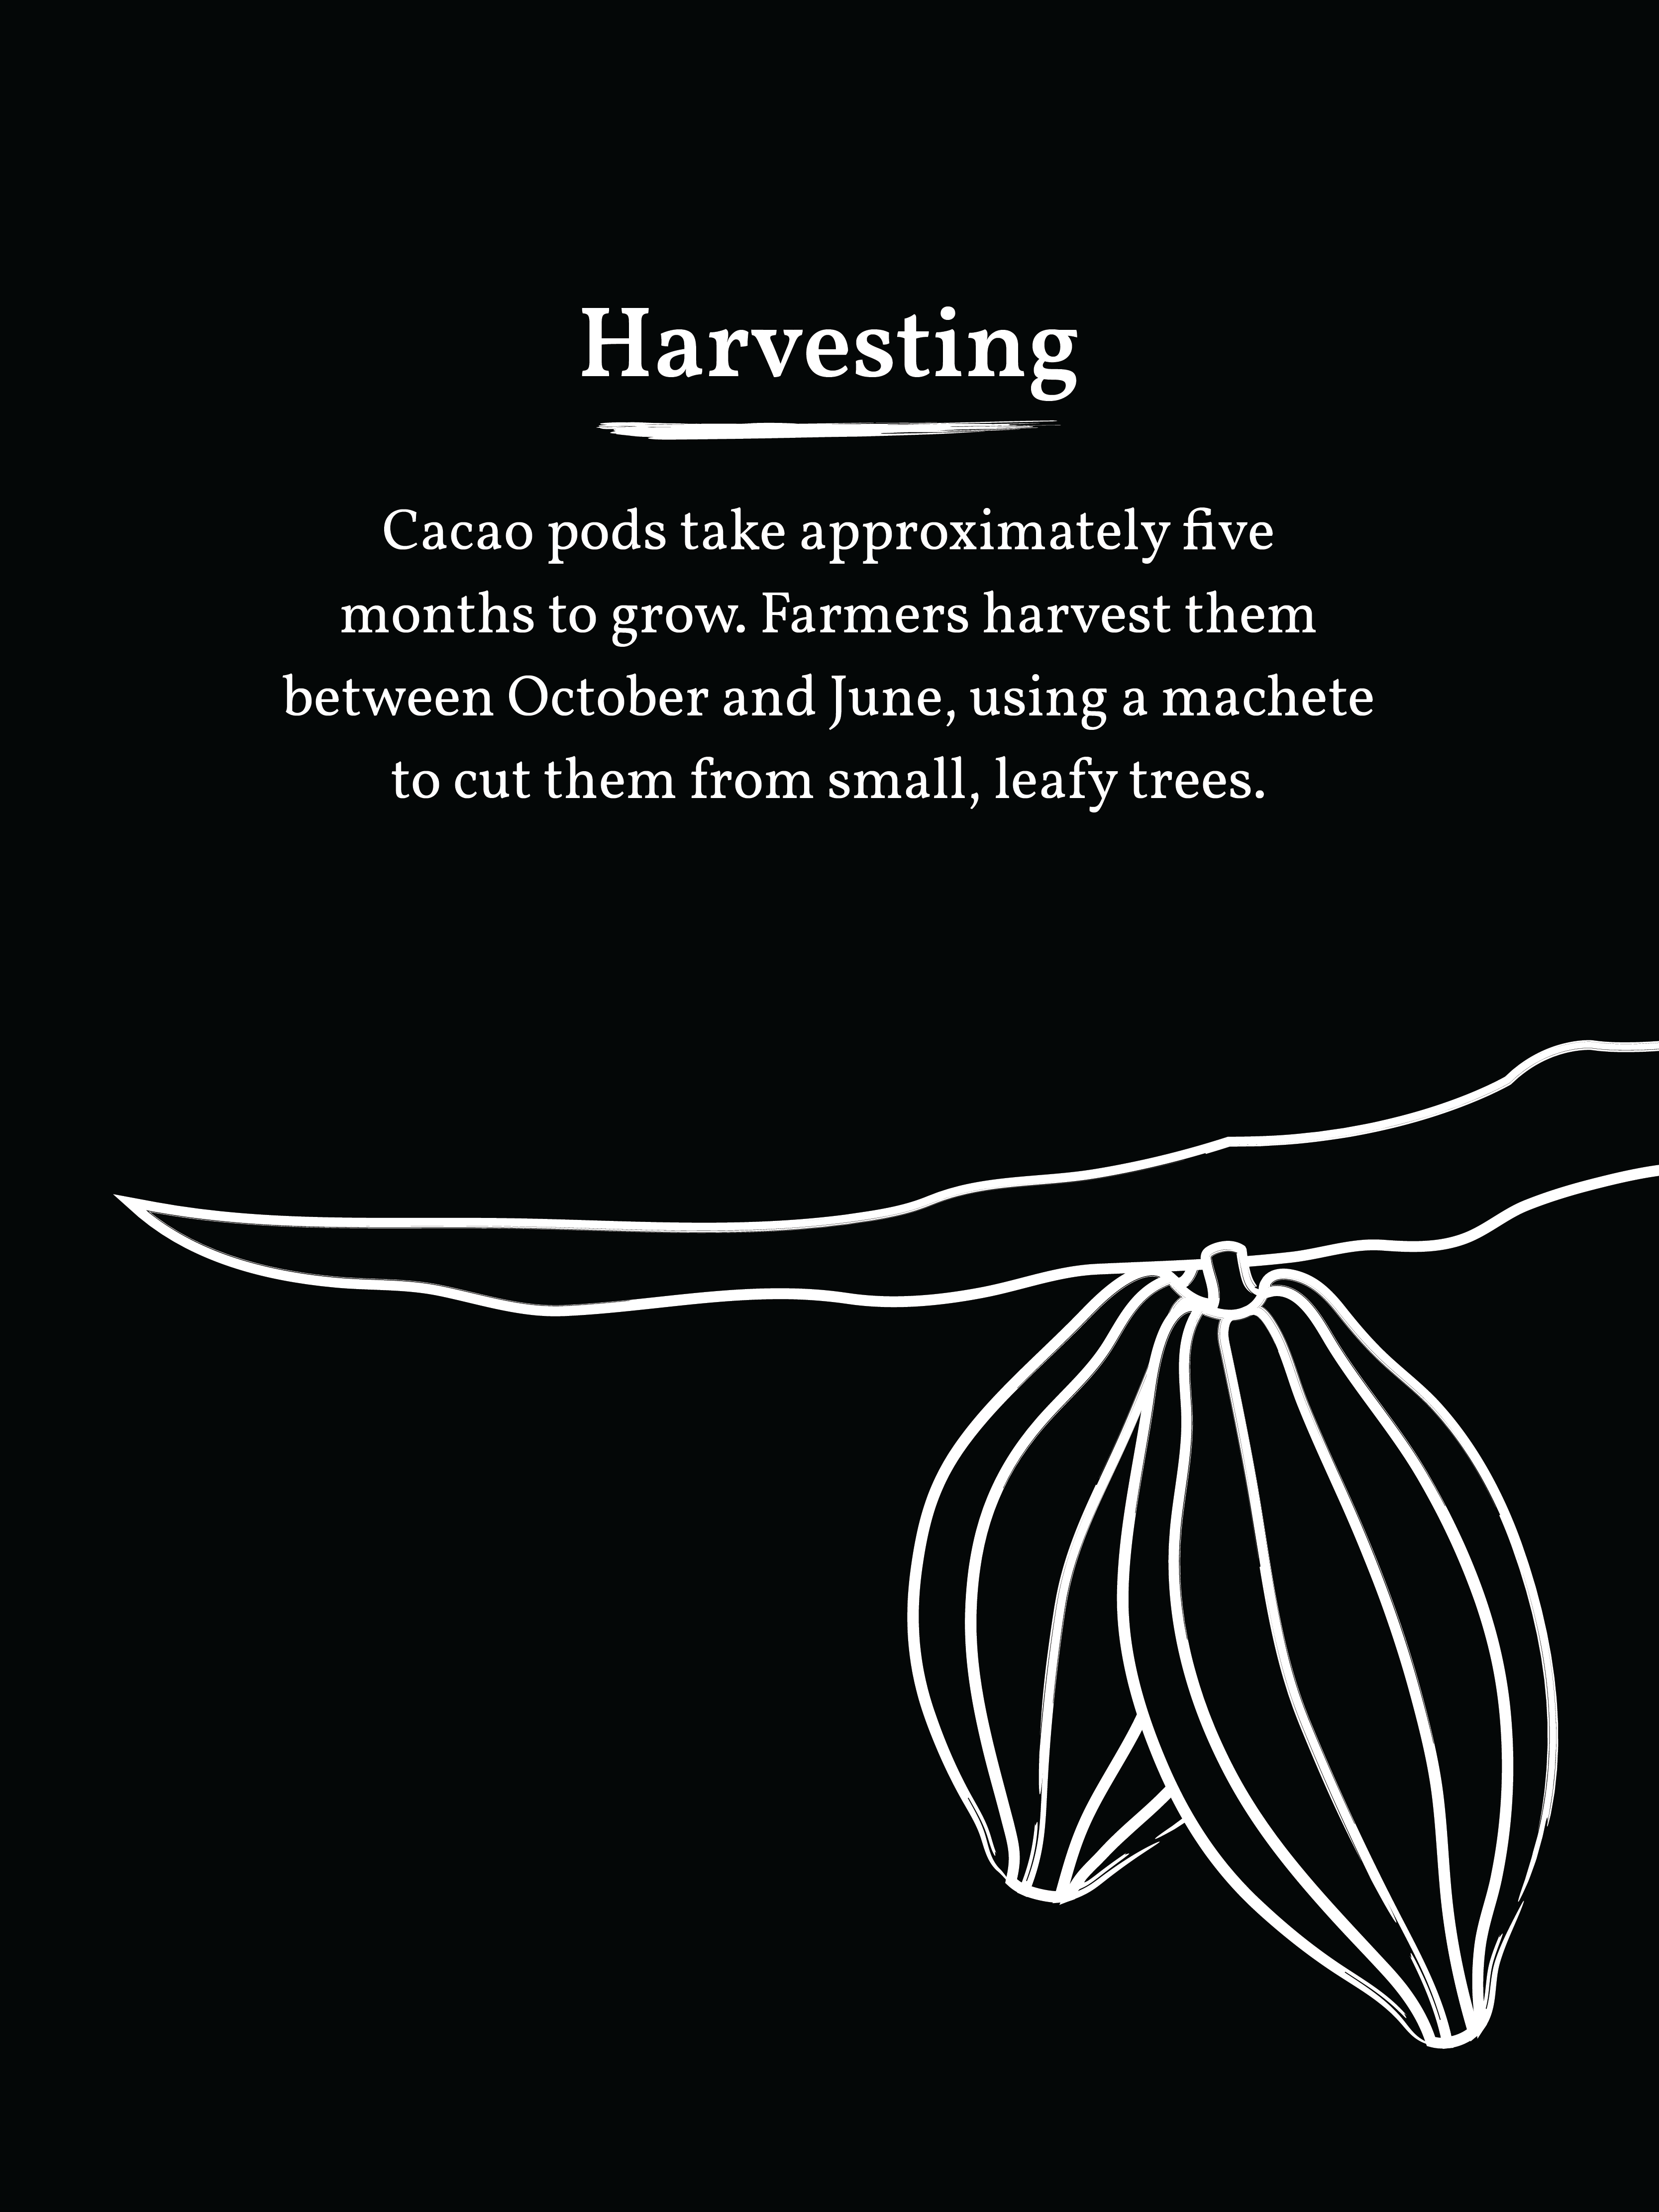 Harvesting
Cacao pods take approximately five
months to grow. Farmers harvest them
between October and June, using a machete
to cut them from small, leafy trees.